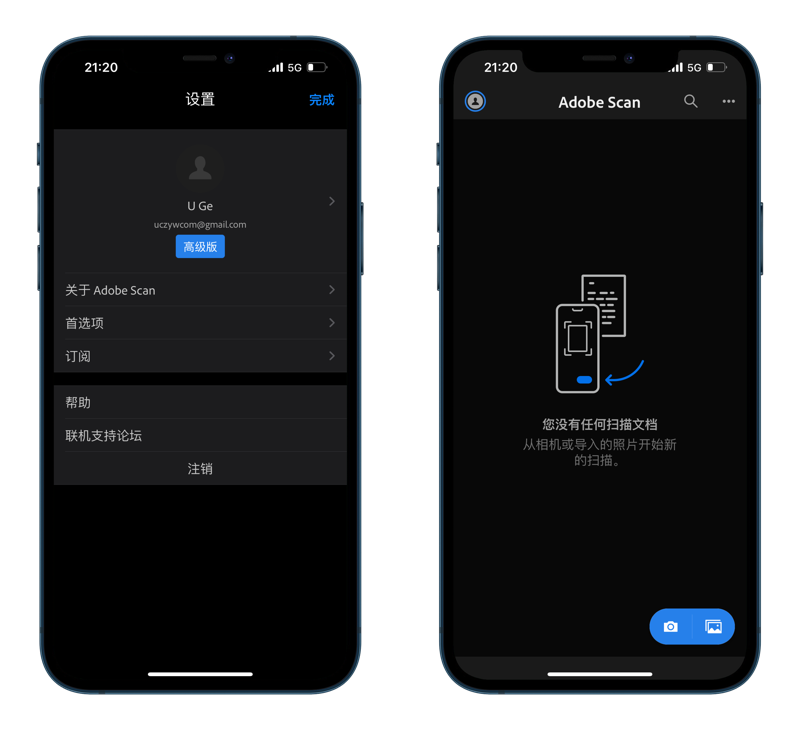 21:20
5G
设置
完成
U Ge
uczywcom@gmail.com
高级版
关于 Adobe Scan
首选项
订阅
帮助
联机支持论坛
注销
21:20
5G
Adobe Scan
您没有任何扫描文档
从相机或导入的照片开始新
的扫描。